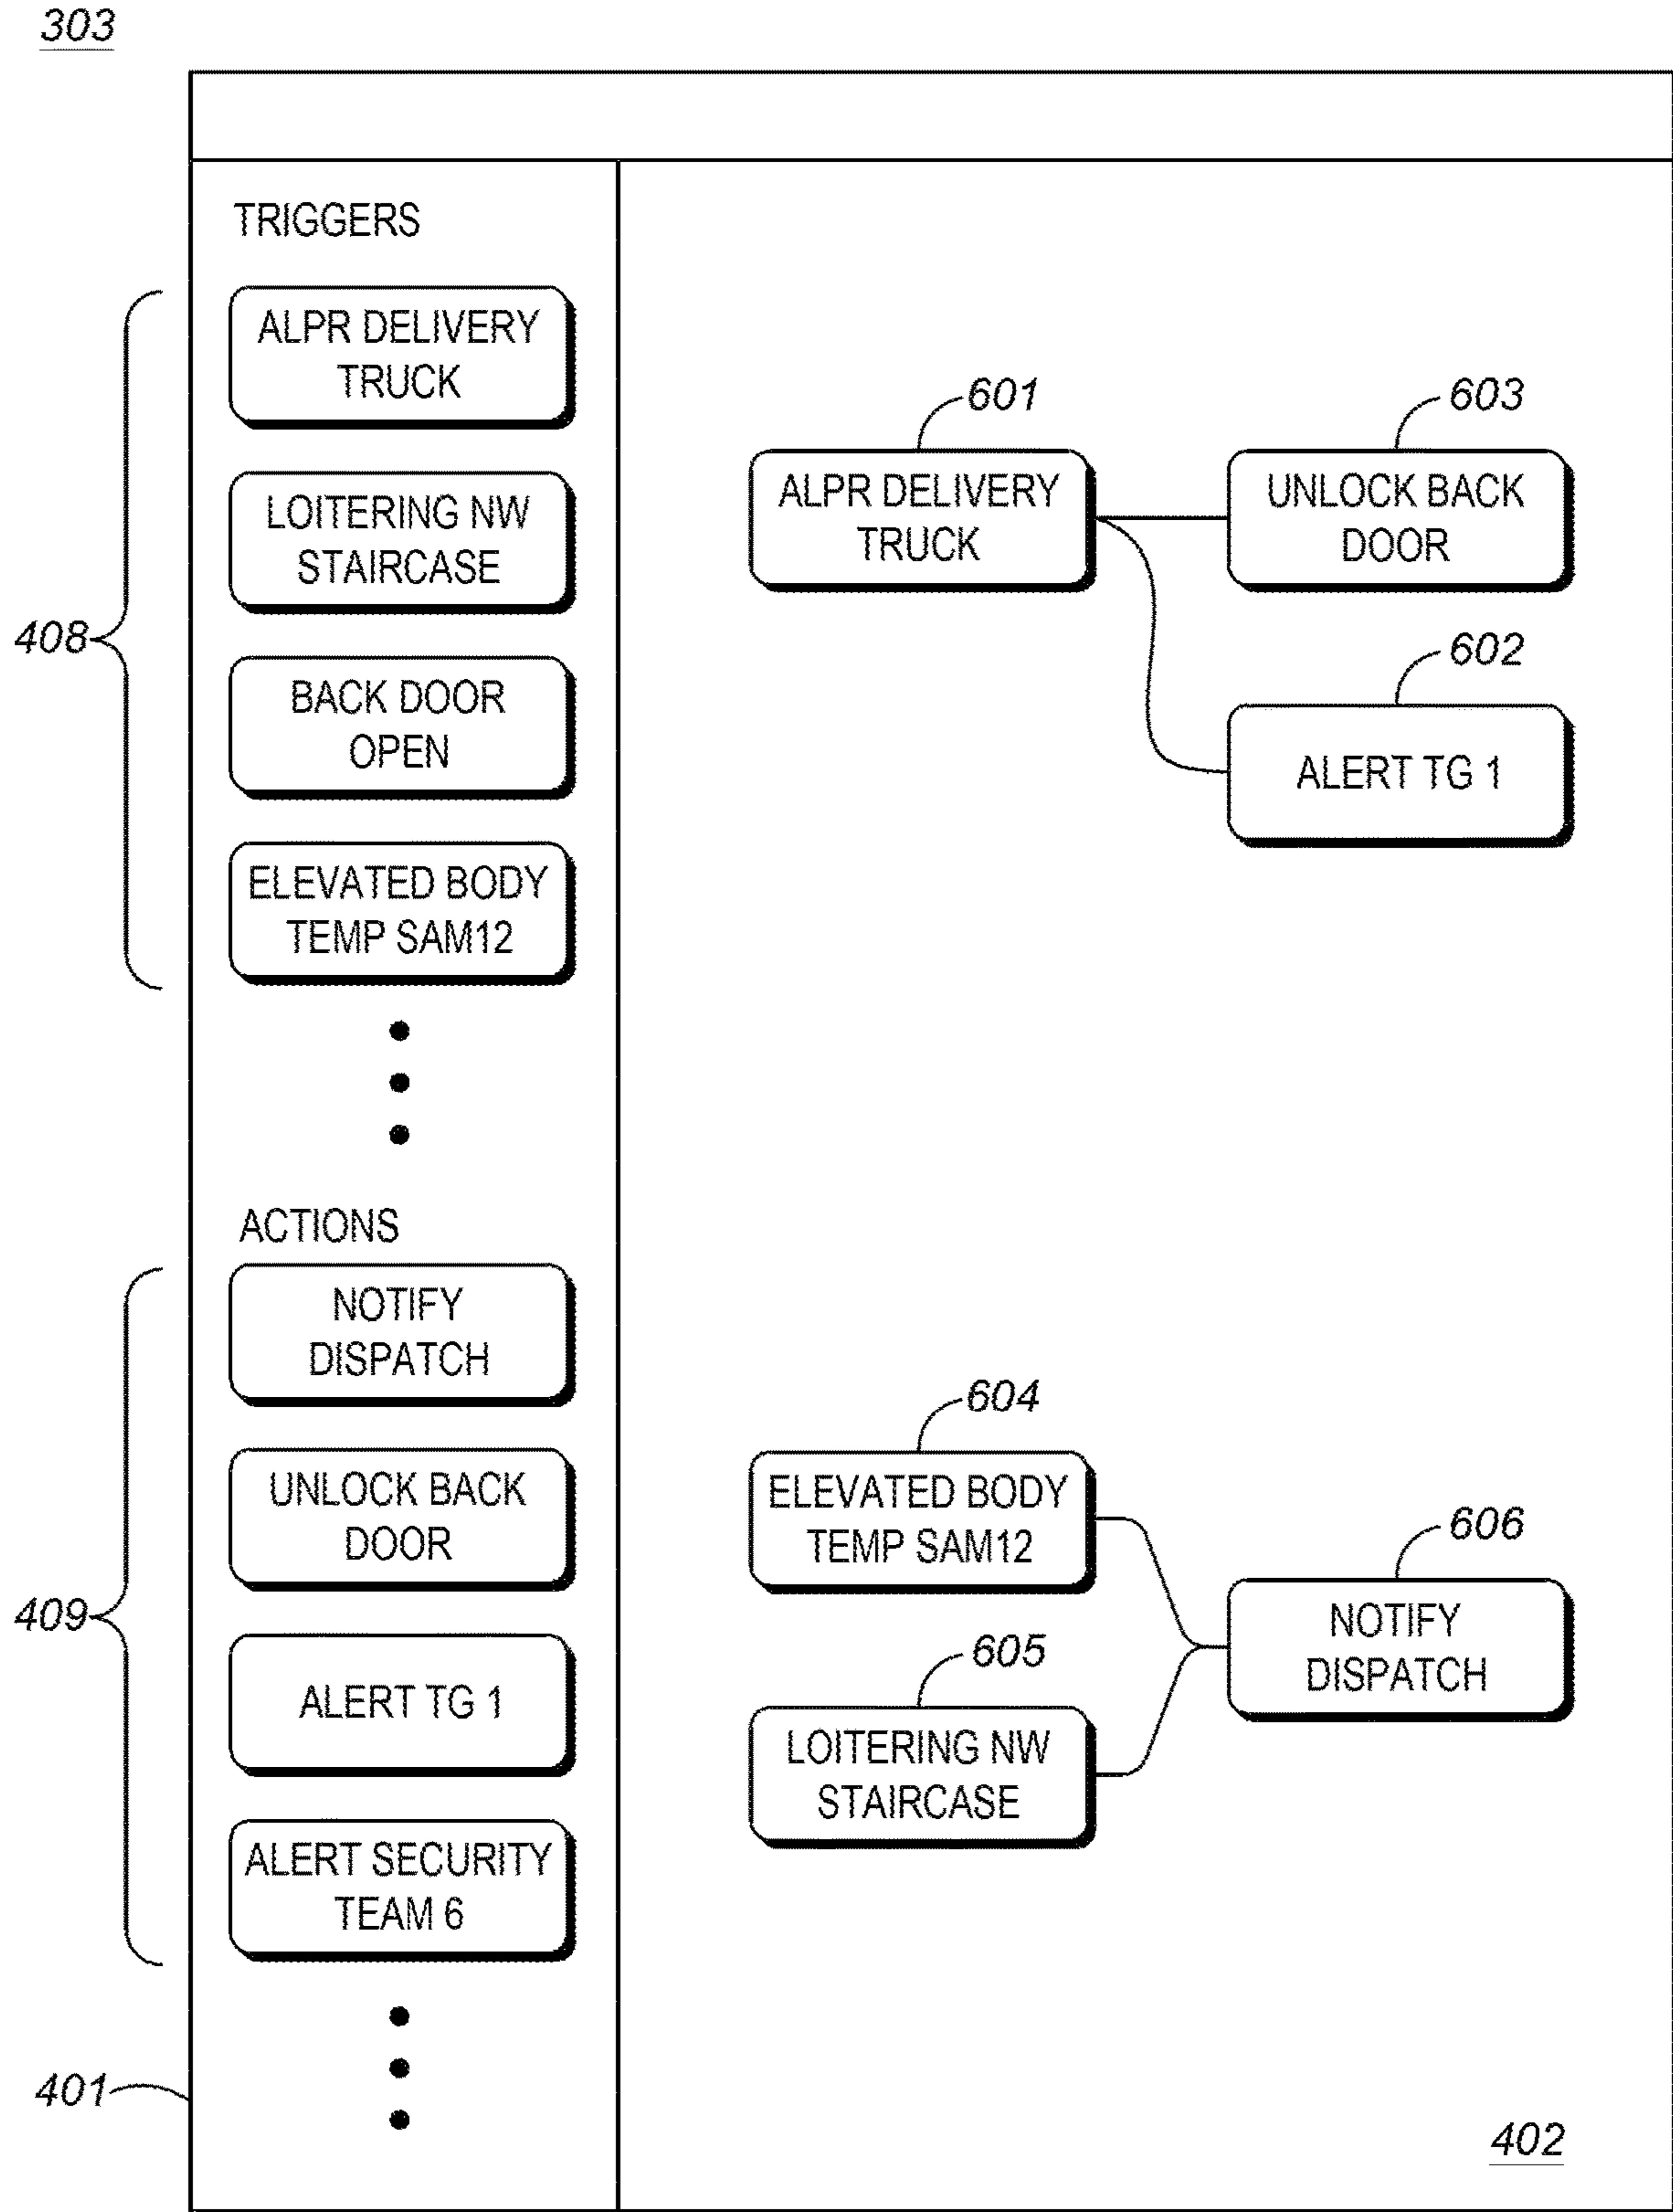 303
TRIGGERS
ALPR DELIVERY
TRUCK
LOITERING NW
STAIRCASE
408
BACK DOOR
OPEN
ELEVATED BODY
TEMP SAM12
ACTIONS
NOTIFY
DISPATCH
UNLOCK BACK
DOOR
409
ALERT TG 1
ALERT SECURITY
TEAM 6
401
601
ALPR DELIVERY
TRUCK
603
UNLOCK BACK
DOOR
602
ALERT TG 1
604
ELEVATED BODY
TEMP SAM12
605
LOITERING NW
STAIRCASE
606
NOTIFY
DISPATCH
402